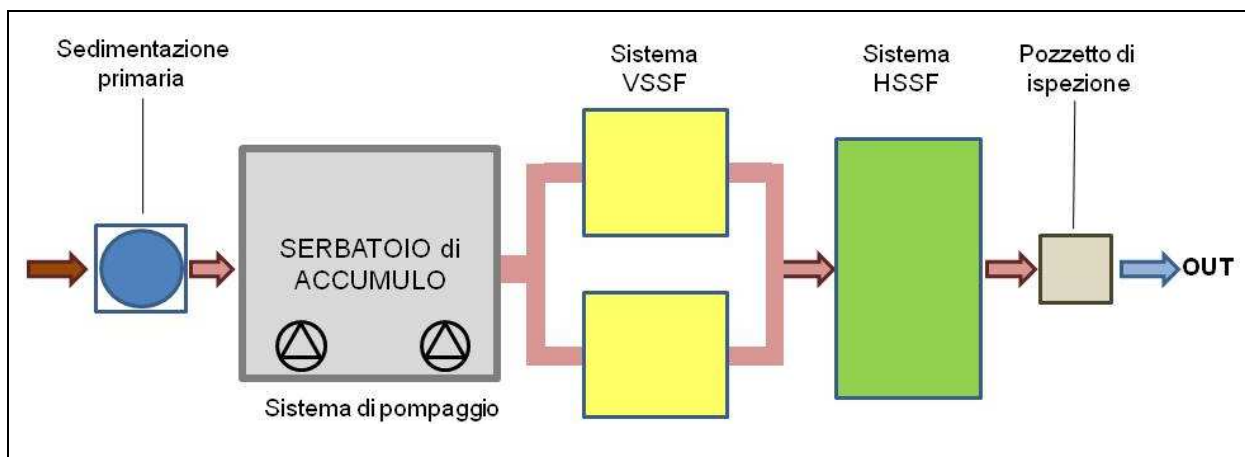 Sedimentazione
primaria
SERBATOIO di
ACCUMULO
Sistema di pompaggio
Sistema
VSSF
Sistema
HSSF
Pozzetto di
ispezione
OUT